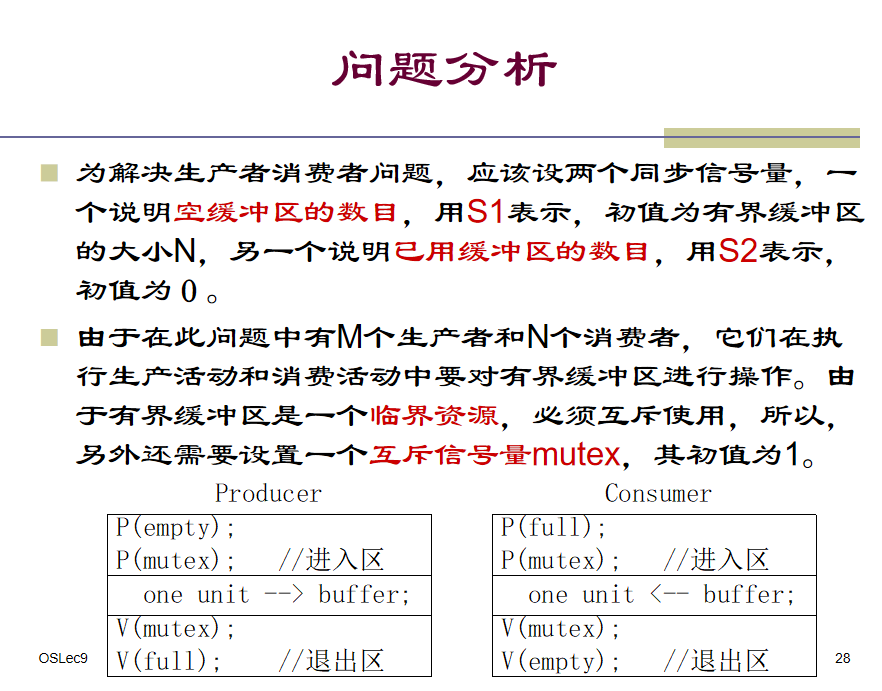 问题分析
为解决生产者消费者问题，应该设两个同步信号量，一
个说明空缓冲区的数目，用S1表示，初值为有界缓冲区
的大小N，另一个说明已用缓冲区的数目，用S2表示，
初值为０。
由于在此问题中有M个生产者和N个消费者，它们在执
行生产活动和消费活动中要对有界缓冲区进行操作。由
于有界缓冲区是一个临界资源，必须互斥使用，所以，
另外还需要设置一个互斥信号量mutex，其初值为1。
Producer
P(empty);
P(mutex); //进入区
one unit --> buffer;
V(mutex);
V(full); //退出区
Consumer
P(full);
P(mutex); //进入区
one unit <-- buffer;
V(mutex);
V(empty); //退出区
OSLec9
28